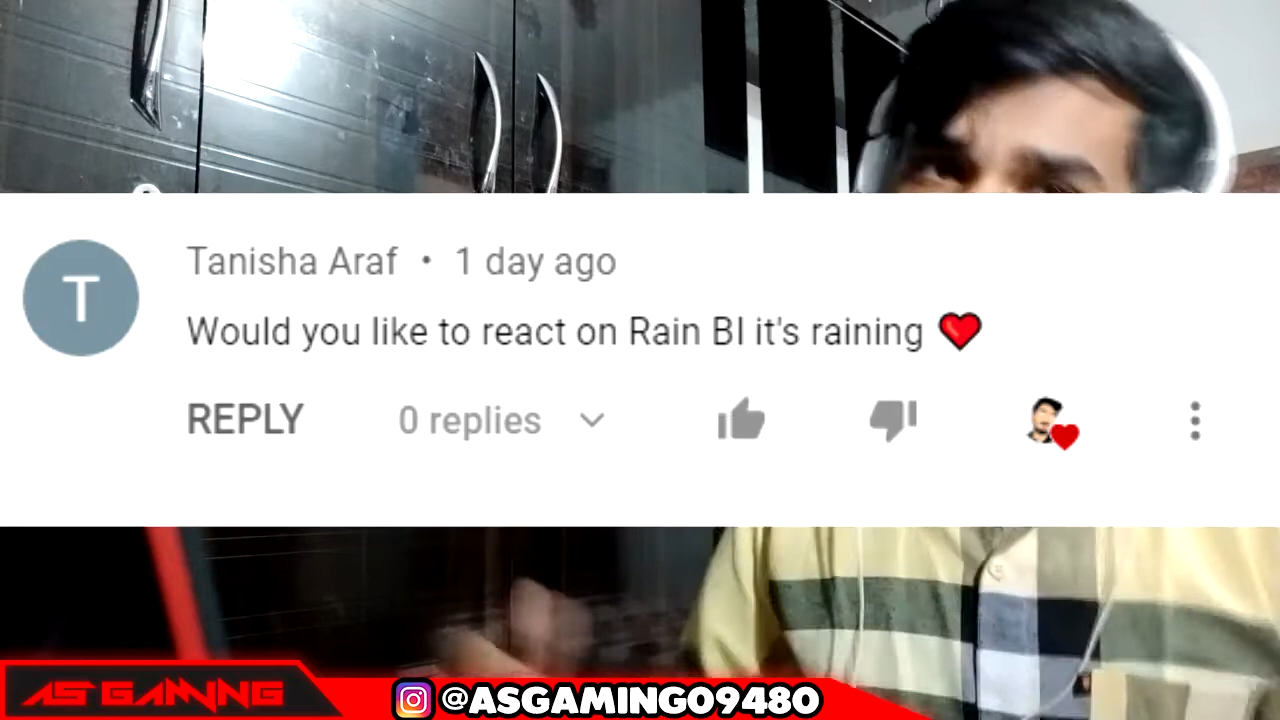 T
Tanisha Araf • 1 day ago
Would you like to react on Rain BI it's raining ❤️
REPLY
0 replies
AS GAMING
@ASGAMING09480